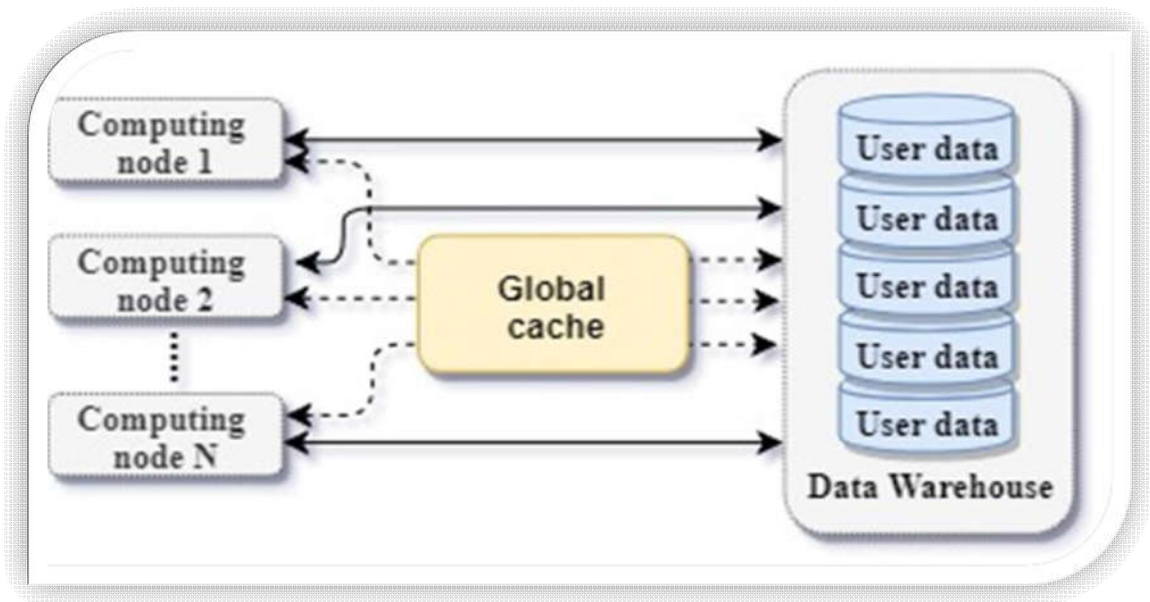 Computing
node 1
Computing
node 2
Computing
node N
Global
cache
User data
User data
User data
User data
User data
Data Warehouse